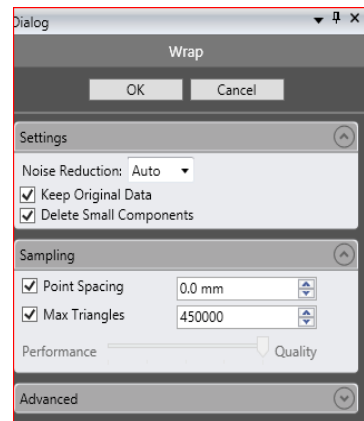 Dialog
Wrap
OK Cancel
Settings
Noise Reduction: Auto
Keep Original Data
Delete Small Components
Sampling
Point Spacing 0.0 mm
Max Triangles 450000
Performance Quality
Advanced